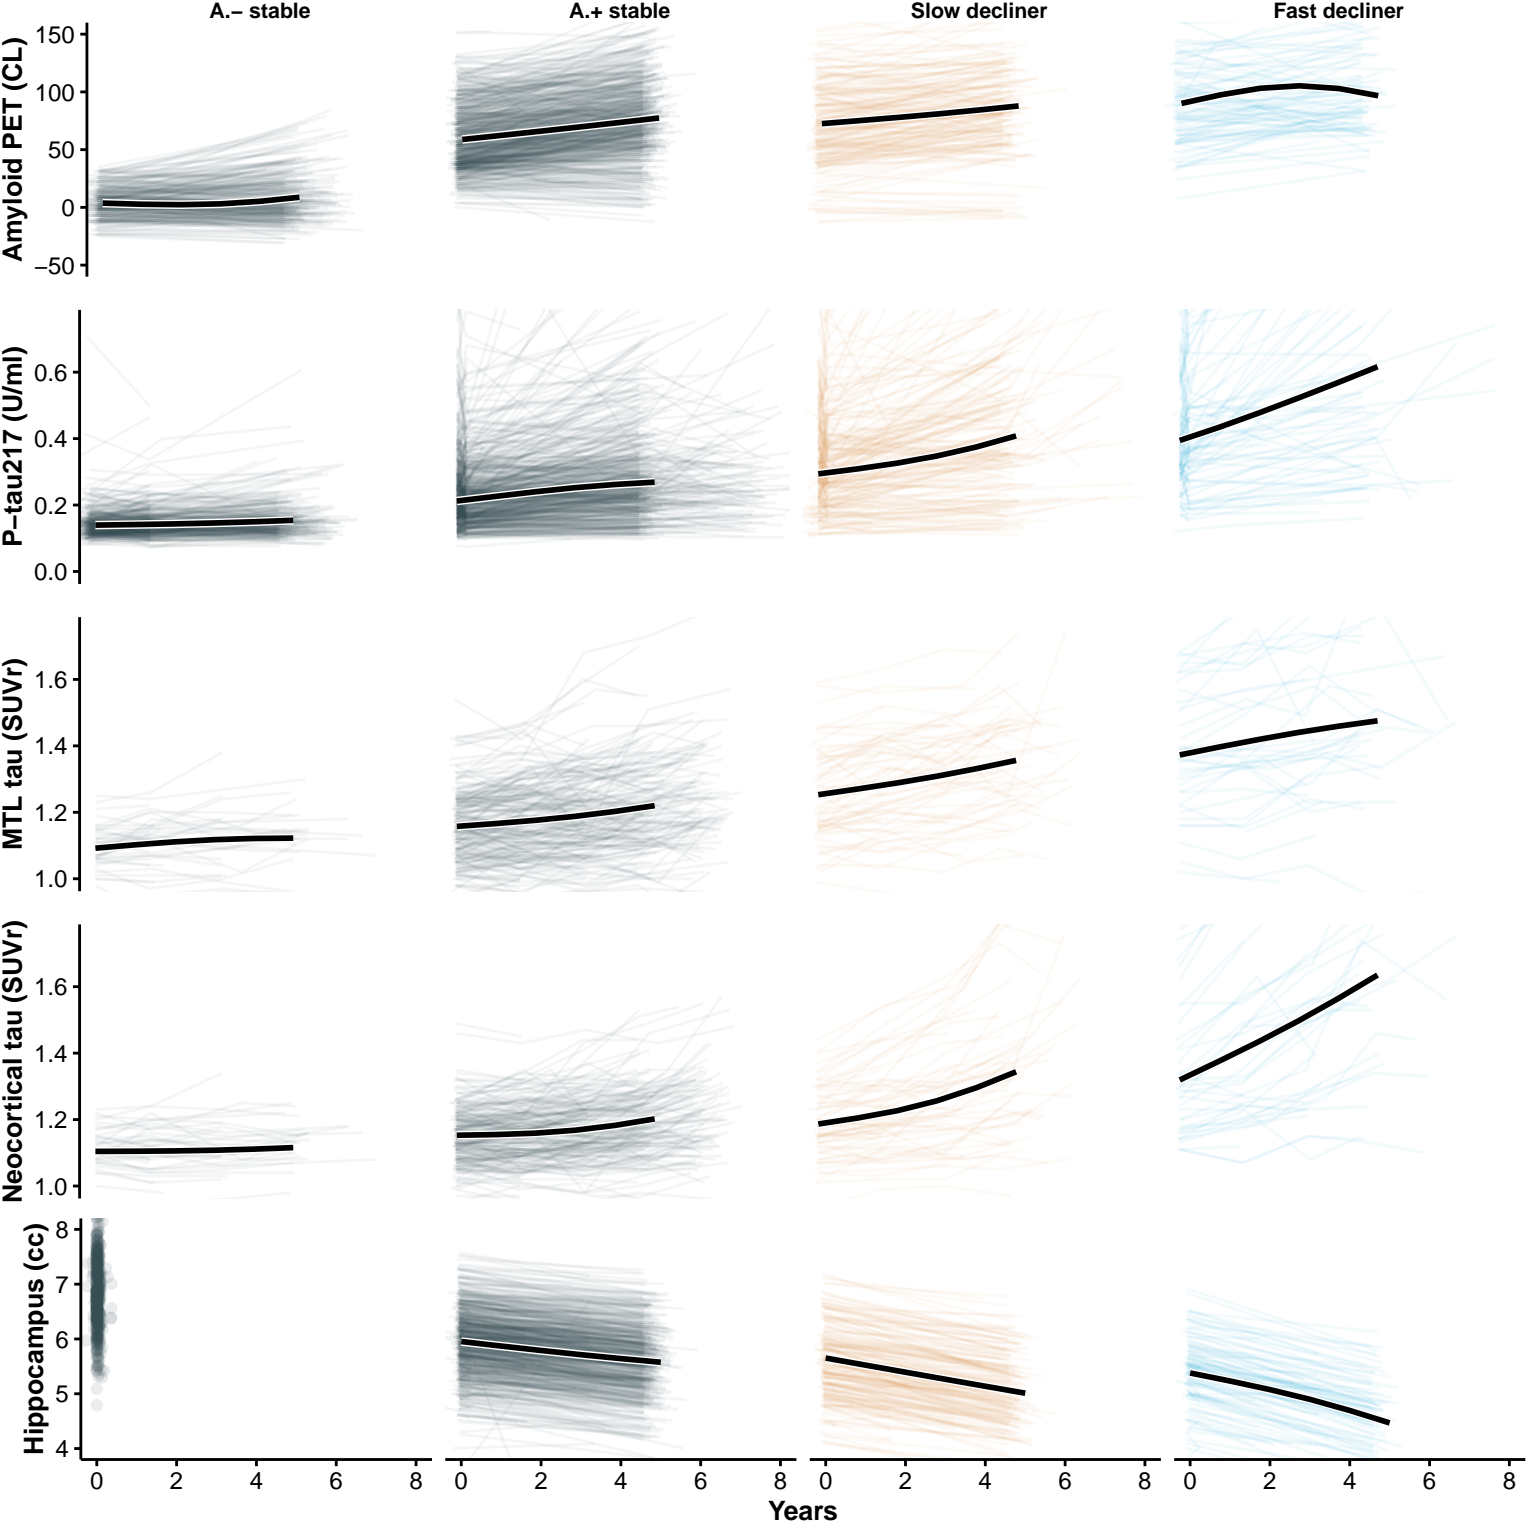 A.– stable A.+ stable Slow decliner Fast decliner
Amyloid PET (CL)
150
100
50
0
–50
P–tau217 (U/ml)
0.6
0.4
0.2
0.0
MTL tau (SUVr)
1.6
1.4
1.2
1.0
Neocortical tau (SUVr)
1.6
1.4
1.2
1.0
Hippocampus (cc)
8
7
6
5
4
0 2 4 6 8 0 2 4 6 8 0 2 4 6 8 0 2 4 6 8
Years